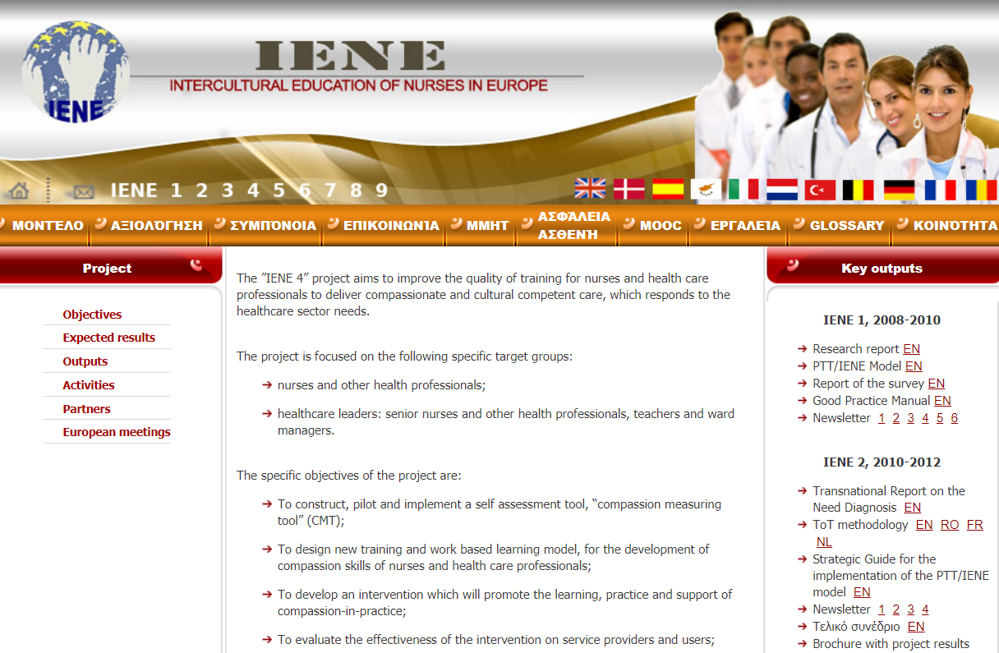 IENE
INTERCULTURAL EDUCATION OF NURSES IN EUROPE
IENE
IENE 1 2 3 4 5 6 7 8 9
ΜΟΝΤΕΛΟ
ΑΞΙΟΛΌΓΗΣΗ
ΣΥΜΠΌΝΟΙΑ
ΕΠΙΚΟΙΝΩΝΊΑ
ΜΜΗΤ
ΑΣΦΆΛΕΙΑ
ΑΣΘΕΝΉ
MOOC
ΕΡΓΑΛΕΊΑ
GLOSSARY
ΚΟΙΝΌΤΗΤΑ
Project
Objectives
Expected results
Outputs
Activities
Partners
European meetings
The ”IENE 4” project aims to improve the quality of training for nurses and health care
professionals to deliver compassionate and cultural competent care, which responds to the
healthcare sector needs.
The project is focused on the following specific target groups:
nurses and other health professionals;
healthcare leaders: senior nurses and other health professionals, teachers and ward
managers.
The specific objectives of the project are:
To construct, pilot and implement a self assessment tool, “compassion measuring
tool” (CMT);
To design new training and work based learning model, for the development of
compassion skills of nurses and health care professionals;
To develop an intervention which will promote the learning, practice and support of
compassion-in-practice;
To evaluate the effectiveness of the intervention on service providers and users;
Key outputs
IENE 1, 2008-2010
Research report EN
PTT/IENE Model EN
Report of the survey EN
Good Practice Manual EN
Newsletter 1 2 3 4 5 6
IENE 2, 2010-2012
Transnational Report on the
Need Diagnosis EN
ToT methodology EN RO FR
NL
Strategic Guide for the
implementation of the PTT/IENE
model EN
Newsletter 1 2 3 4
Τελικό συνέδριο EN
Brochure with project results